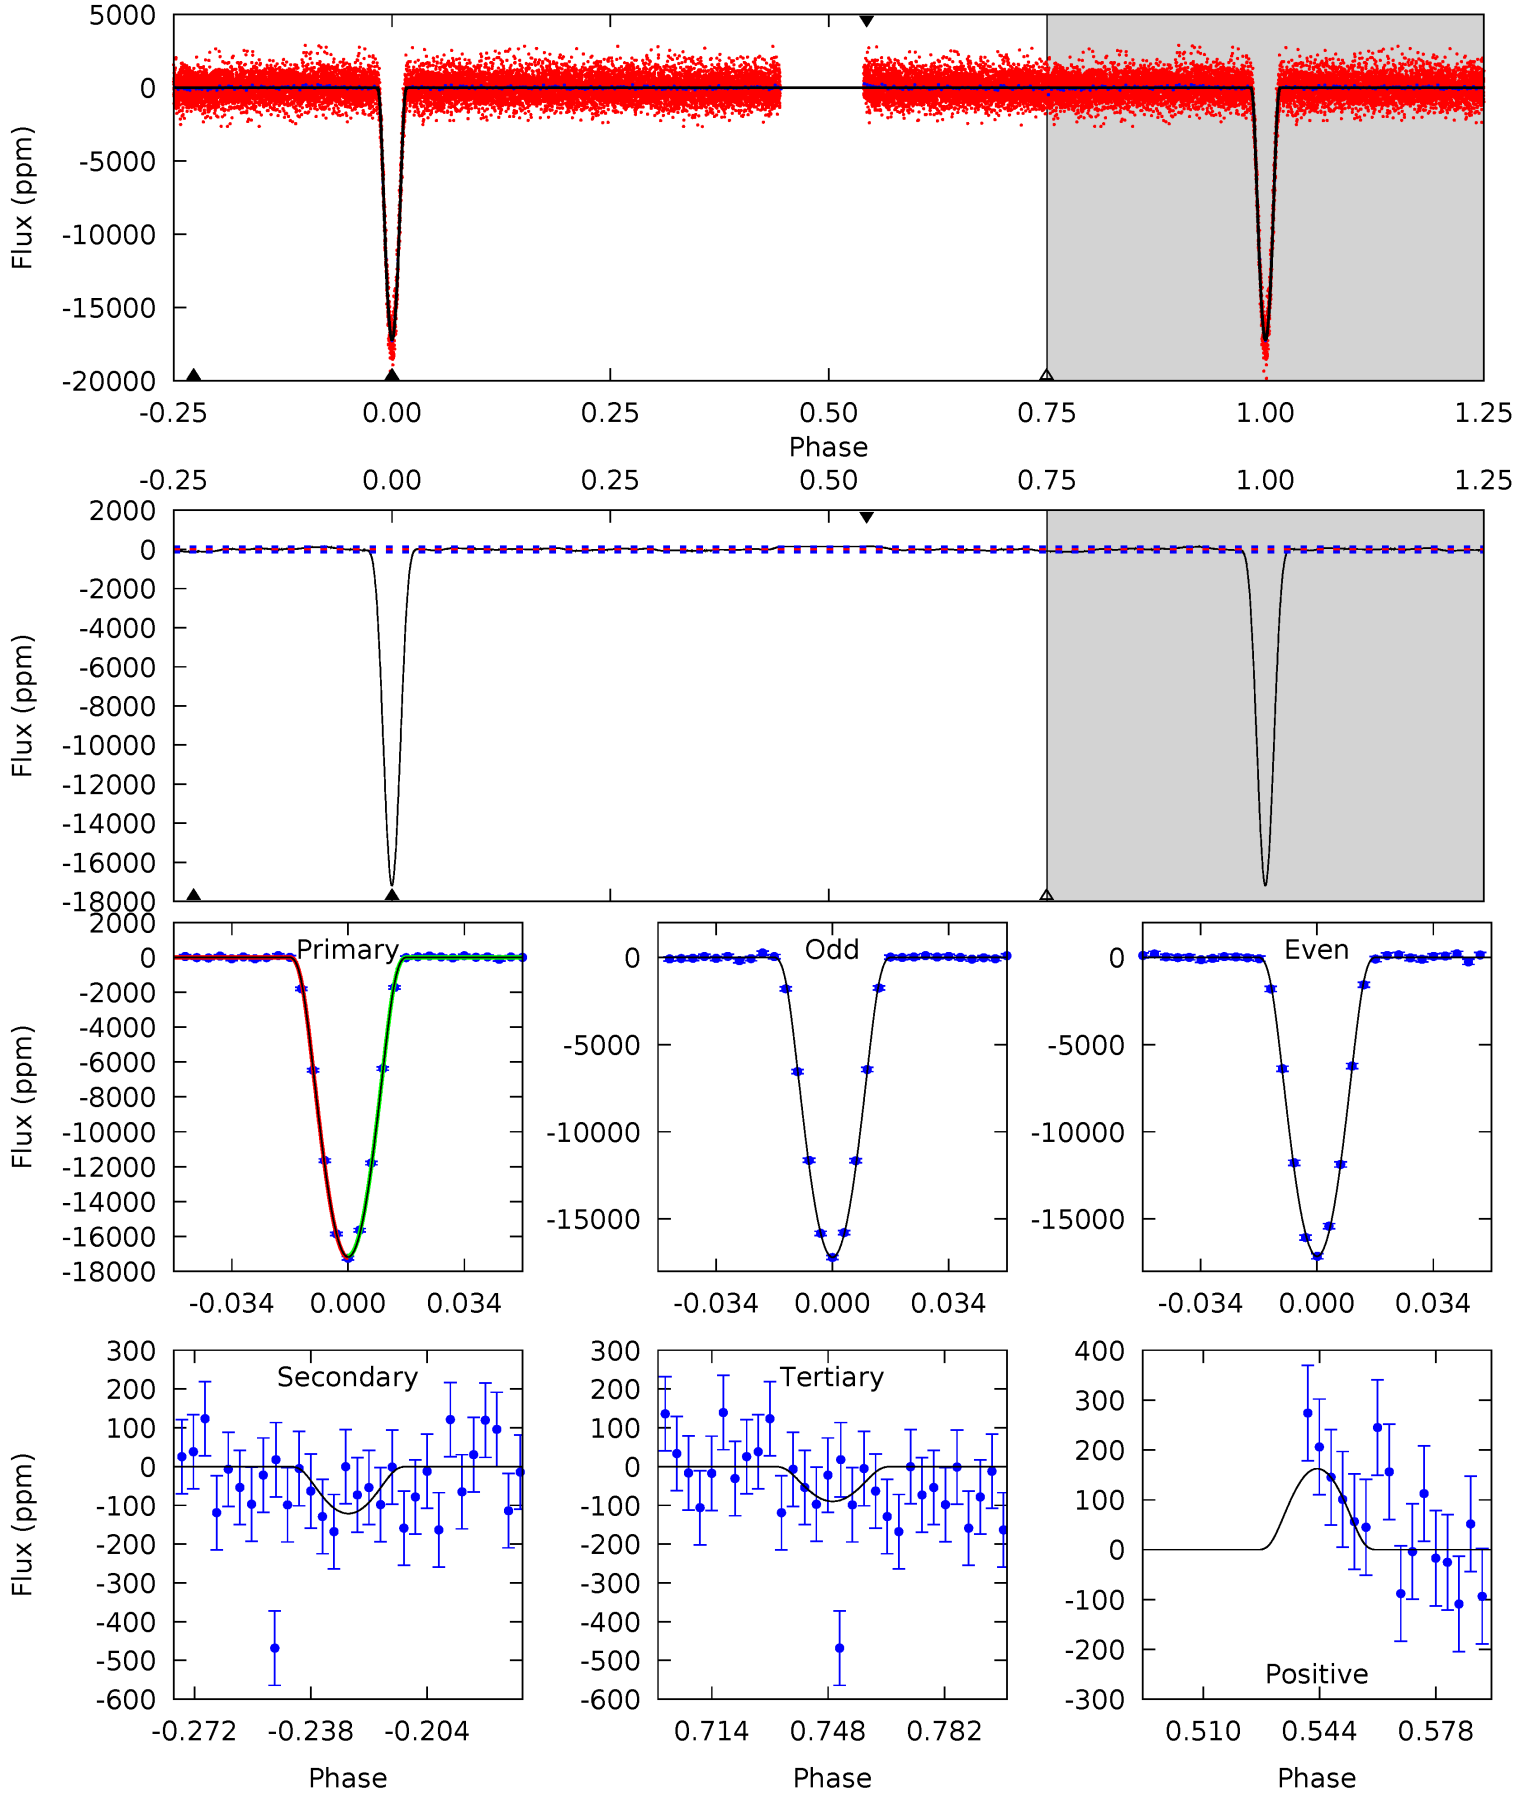 5000
0
-5000
-10000
-15000
-20000
Flux (ppm)
-0.25 0.00 0.25 0.50 0.75 1.00 1.25
Phase
-0.25 0.00 0.25 0.50 0.75 1.00 1.25
2000
0
-2000
-4000
-6000
-8000
-10000
-12000
-14000
-16000
-18000
Flux (ppm)
Primary
2000
0
-2000
-4000
-6000
-8000
-10000
-12000
-14000
-16000
-18000
Flux (ppm)
-0.034 0.000 0.034
Odd
0
-5000
-10000
-15000
-0.034 0.000 0.034
Even
0
-5000
-10000
-15000
-0.034 0.000 0.034
Secondary
300
200
100
0
-100
-200
-300
-400
-500
-600
Flux (ppm)
-0.272 -0.238 -0.204
Phase
Tertiary
300
200
100
0
-100
-200
-300
-400
-500
-600
0.714 0.748 0.782
Phase
400
300
200
100
0
-100
-200
-300
Positive
0.510 0.544 0.578
Phase